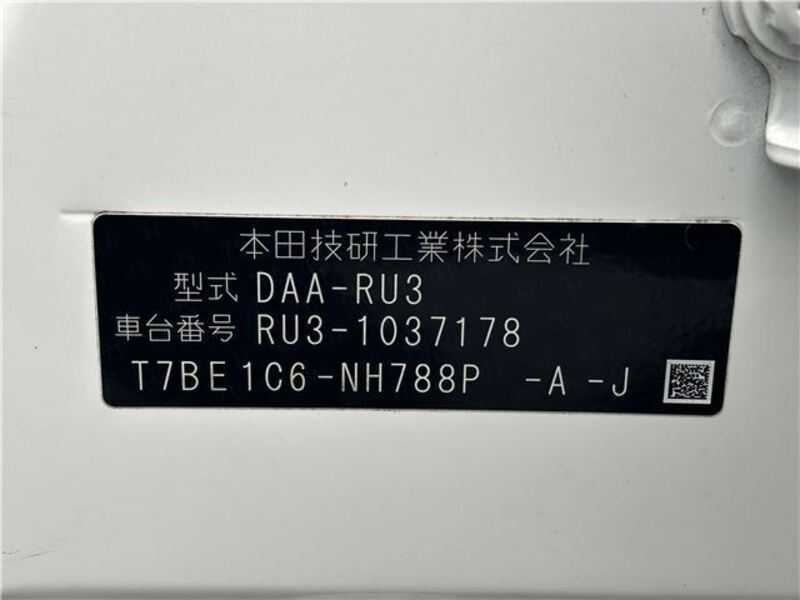 本田技研工業株式会社
型式 DAA-RU3
車台番号 RU3-1037178
T7BE1C6-NH788P -A -J